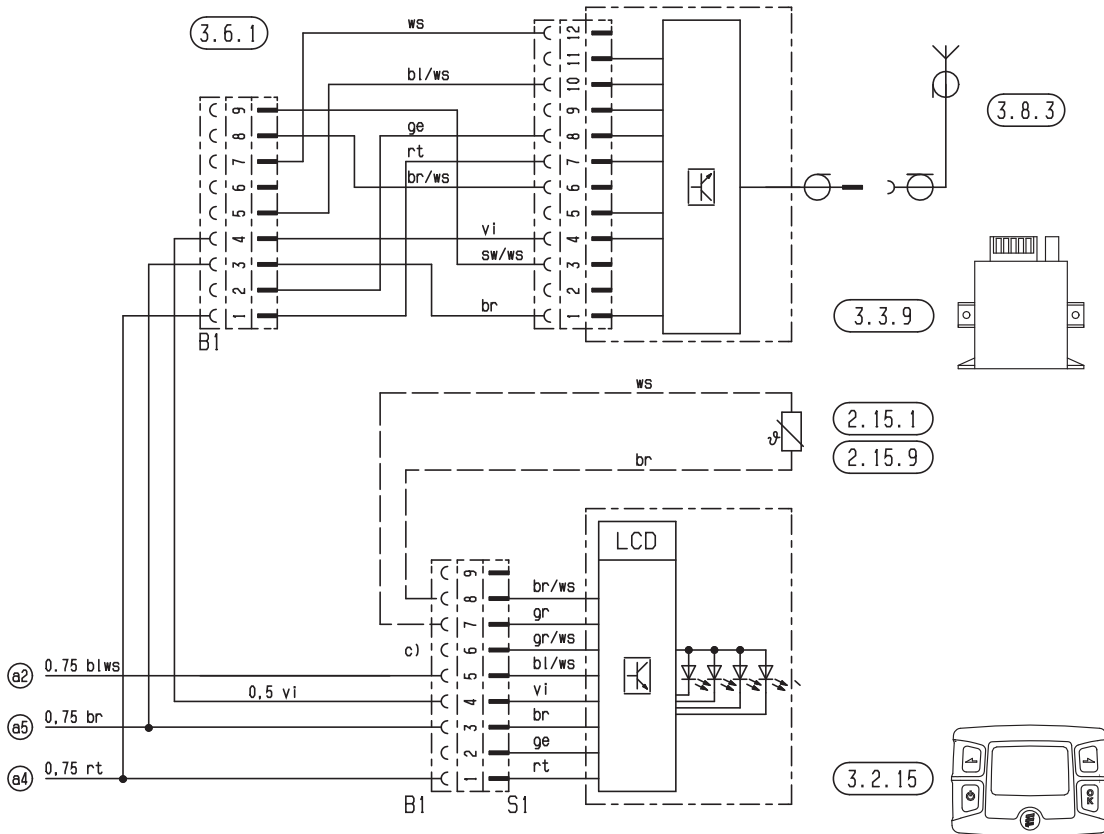 3.6.1
ws
12
11
bl/ws
10
3.8.3
9
9
8
ge
8
7
rt
7
6
br/ws
6
5
5
4
vi
4
3
sw/ws
3
2
2
1
br
1
3.3.9
B1
ws
2.15.1
ϑ
br
2.15.9
LCD
9
8
br/ws
7
gr
c)
6
gr/ws
a2
0.75 blws
5
bl/ws
0,5 vi
4
vi
a5
0,75 br
3
br
2
ge
a4
0,75 rt
1
rt
3.2.15
OK
B1
S1